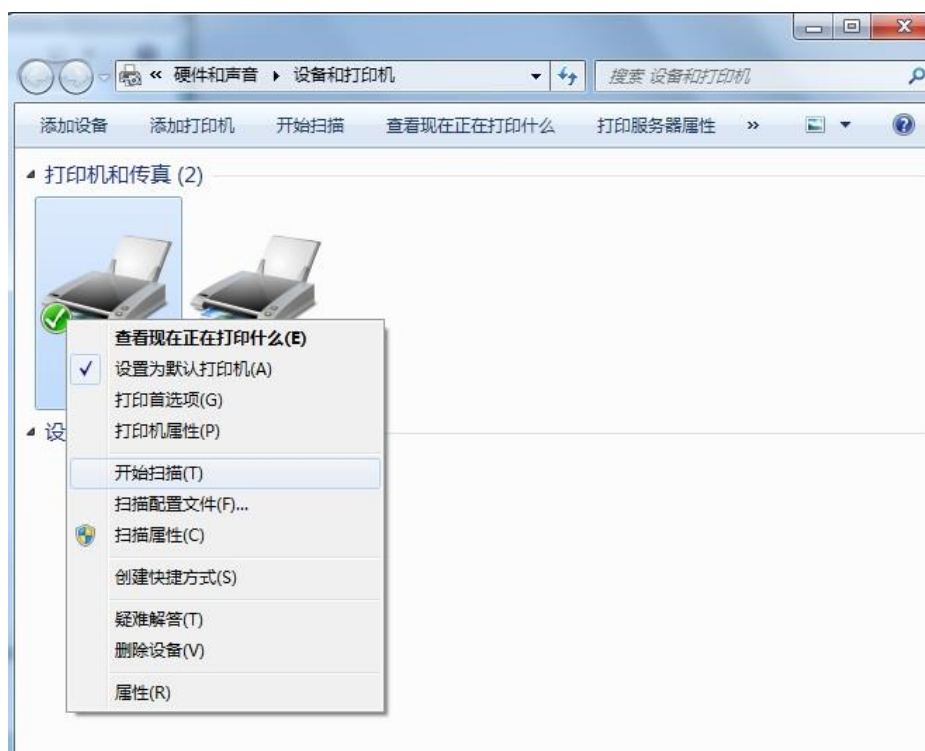 « 硬件和声音 ▸ 设备和打印机
搜索 设备和打印机
添加设备 添加打印机 开始扫描 查看现在正在打印什么 打印服务器属性 »
打印机和传真 (2)
查看现在正在打印什么(E)
设置为默认打印机(A)
打印首选项(G)
打印机属性(P)
设
开始扫描(T)
扫描配置文件(F)...
扫描属性(C)
创建快捷方式(S)
疑难解答(T)
删除设备(V)
属性(R)